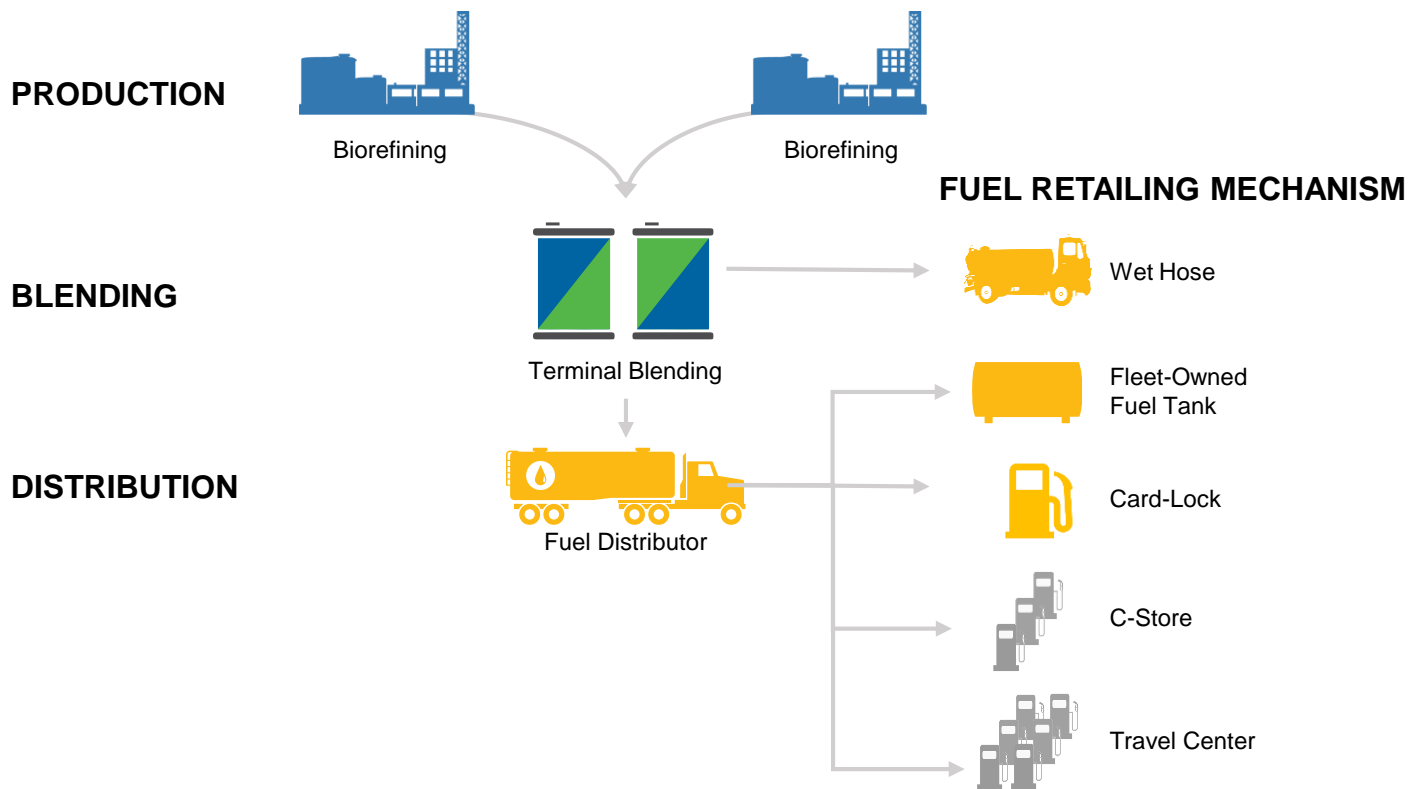 PRODUCTION
Biorefining
Biorefining
FUEL RETAILING MECHANISM
BLENDING
Terminal Blending
Wet Hose
Fleet-Owned
Fuel Tank
DISTRIBUTION
Fuel Distributor
Card-Lock
C-Store
Travel Center